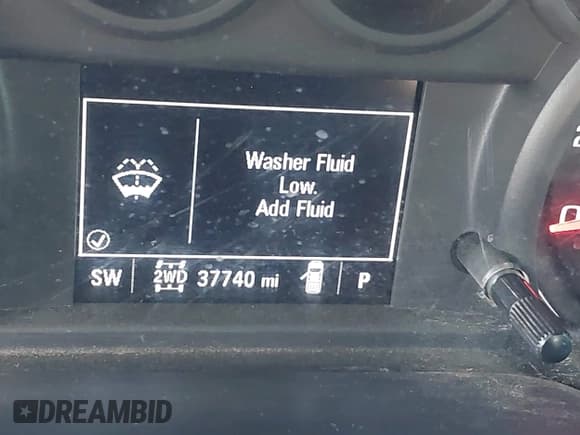 Washer Fluid
Low.
Add Fluid
SW 2WD 37740 mi P
DREAMBID